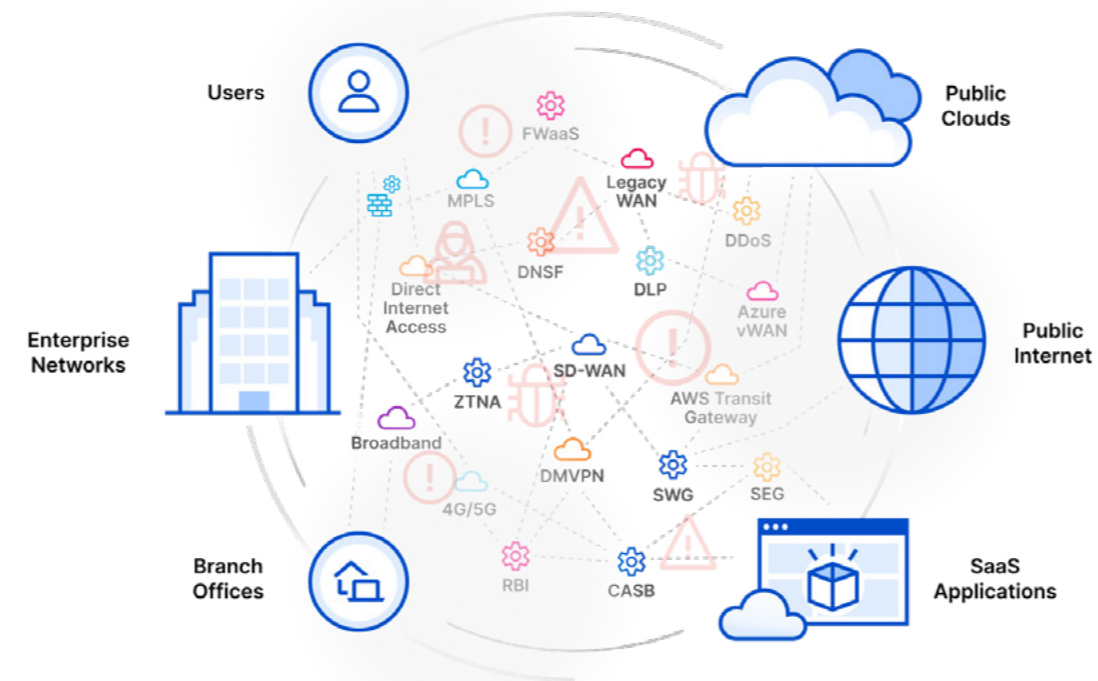 Users
Public
Clouds
FWaaS
MPLS
Legacy
WAN
DDoS
DNSF
DLP
Direct
Internet
Access
Azure
vWAN
Enterprise
Networks
Public
Internet
SD-WAN
ZTNA
AWS Transit
Gateway
Broadband
DMVPN
SWG
SEG
4G/5G
Branch
Offices
RBI
CASB
SaaS
Applications